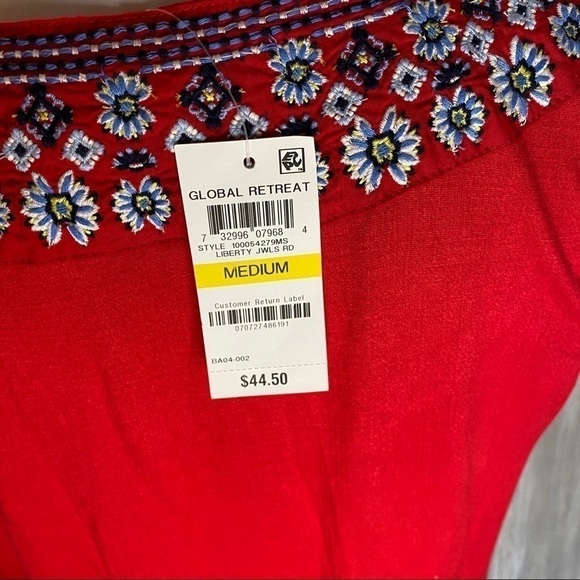 GLOBAL RETREAT
7 32996 07968 4
STYLE 100054279MS
LIBERTY JWLS RD
MEDIUM
Customer Return Label
070727486191
BA04-002
$44.50